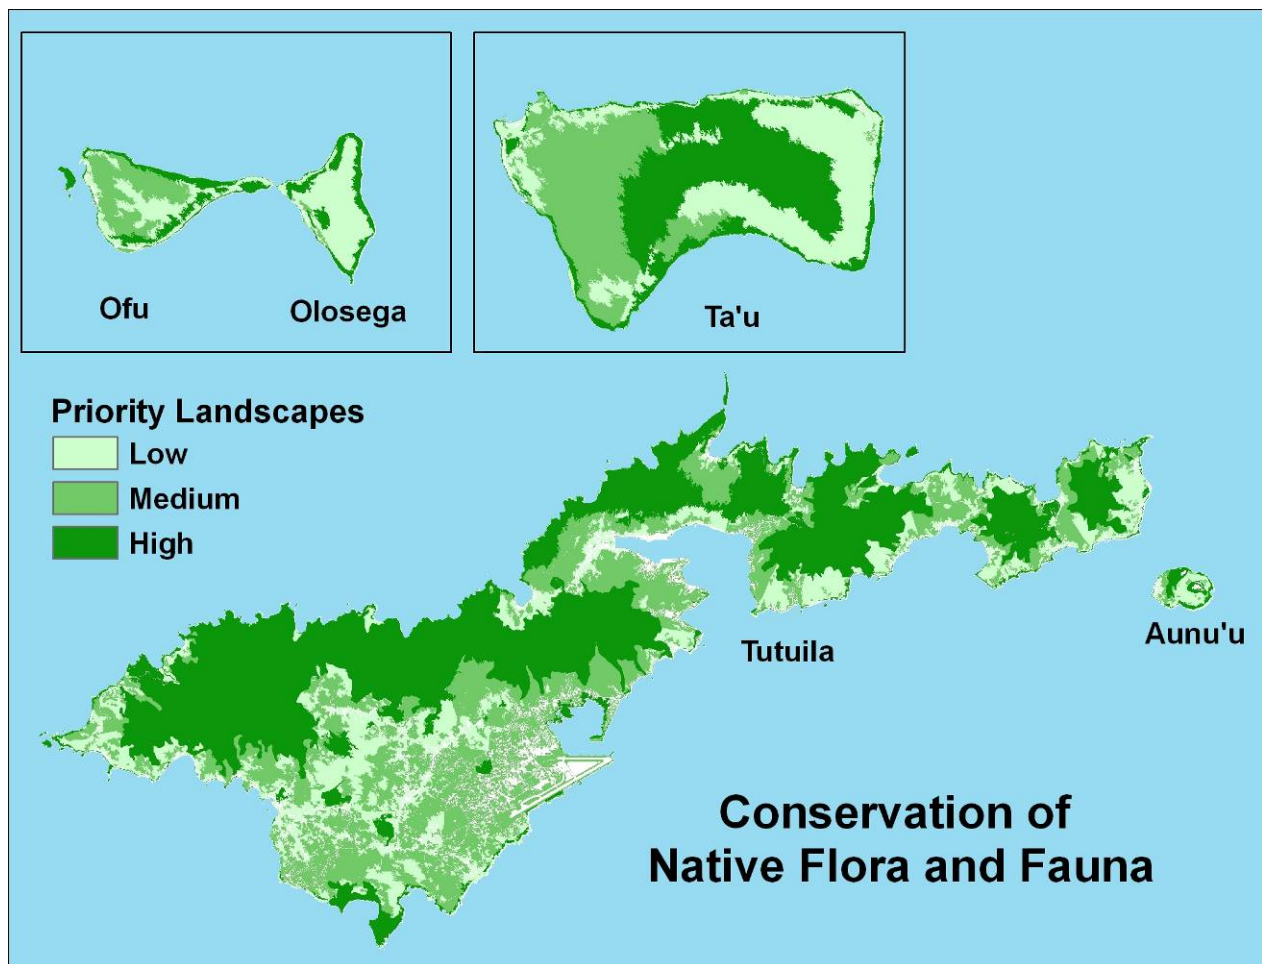 Ofu
Olosega
Ta'u
Priority Landscapes
Low
Medium
High
Tutuila
Aunu'u
Conservation of
Native Flora and Fauna